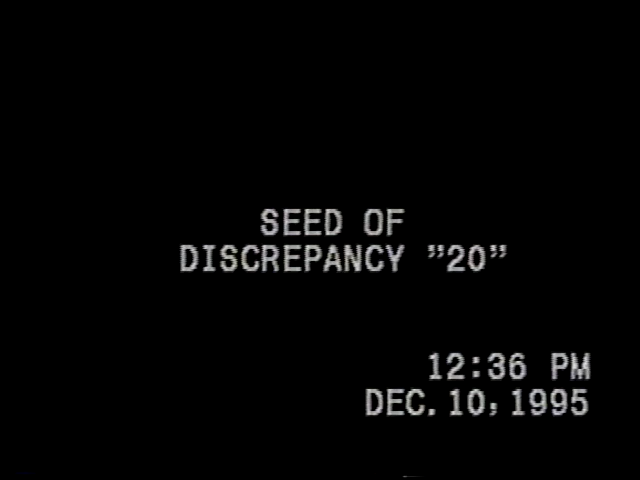 SEED OF
DISCREPANCY "20"
12:36 PM
DEC. 10, 1995